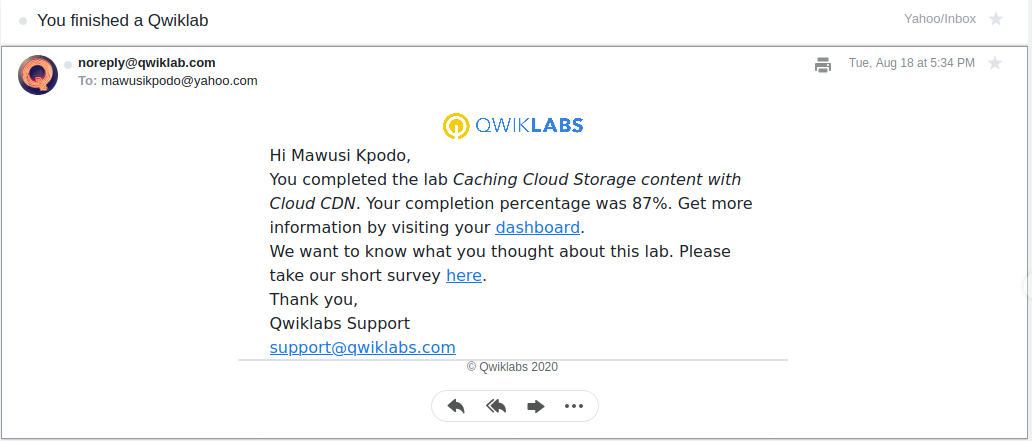 You finished a Qwiklab
Yahoo/Inbox
noreply@qwiklab.com
Tue, Aug 18 at 5:34 PM
To: mawusikpodo@yahoo.com
QWIKLABS
Hi Mawusi Kpodo,
You completed the lab Caching Cloud Storage content with
Cloud CDN. Your completion percentage was 87%. Get more
information by visiting your dashboard.
We want to know what you thought about this lab. Please
take our short survey here.
Thank you,
Qwiklabs Support
support@qwiklabs.com
© Qwiklabs 2020